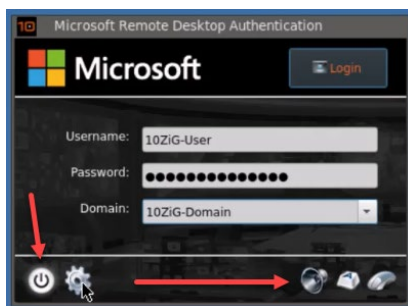 10 Microsoft Remote Desktop Authentication
Microsoft
Login
Username: 10ZiG-User
Password: ●●●●●●●●●●●●●●
Domain: 10ZiG-Domain